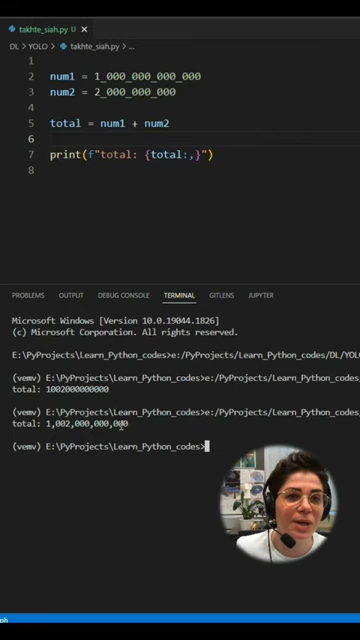 takhte_siah.py U ✕
DL > YOLO > takhte_siah.py > ...
1
2 num1 = 1_000_000_000_000
3 num2 = 2_000_000_000
4
5 total = num1 + num2
6
7 print(f"total: {total:,}")
8
PROBLEMS OUTPUT DEBUG CONSOLE TERMINAL GITLENS JUPYTER
Microsoft Windows [Version 10.0.19044.1826]
(c) Microsoft Corporation. All rights reserved.
E:\PyProjects\Learn_Python_codes>e:/PyProjects/Learn_Python_codes/DL/YOL
(vemv) E:\PyProjects\Learn_Python_codes>e:/PyProjects/Learn_Python_codes/
total: 1002000000000
(vemv) E:\PyProjects\Learn_Python_codes>e:/PyProjects/Learn_Python_codes/
total: 1,002,000,000,000
(vemv) E:\PyProjects\Learn_Python_codes>